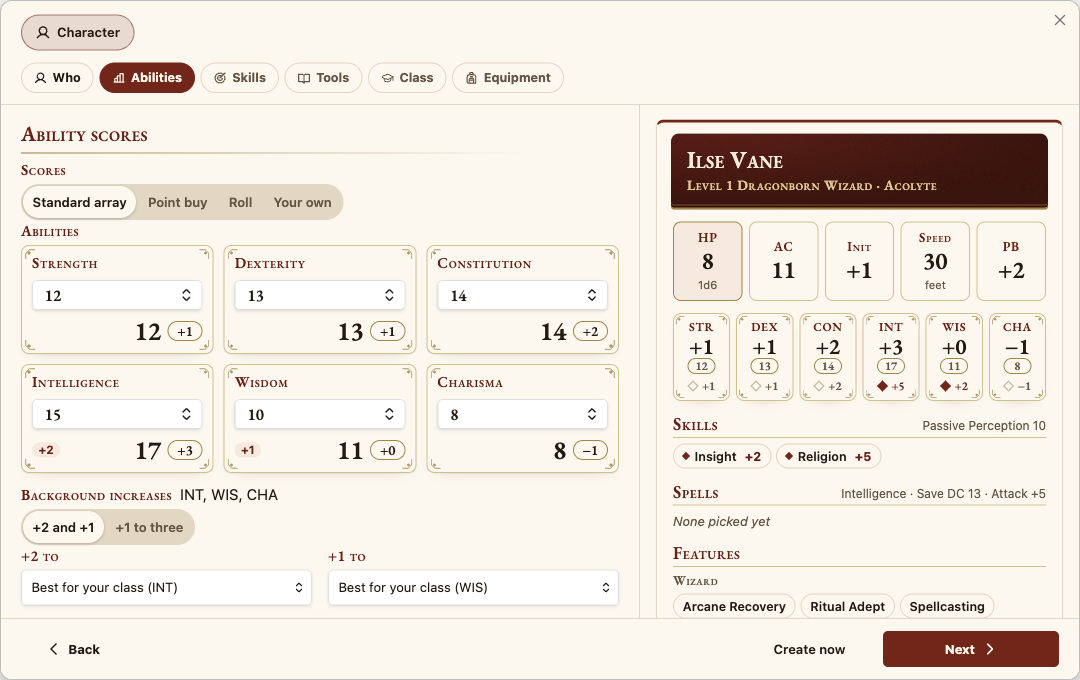 Character
Who Abilities Skills Tools Class Equipment
Ability scores
Scores
Standard array Point buy Roll Your own
Abilities
Strength Dexterity Constitution
12 13 14
12 +1 13 +1 14 +2
Intelligence Wisdom Charisma
15 10 8
+2 17 +3 +1 11 +0 8 −1
Background increases INT, WIS, CHA
+2 and +1 +1 to three
+2 to +1 to
Best for your class (INT) Best for your class (WIS)
Ilse Vane
Level 1 Dragonborn Wizard · Acolyte
HP AC Init Speed PB
8 11 +1 30 +2
1d6 feet
STR DEX CON INT WIS CHA
+1 +1 +2 +3 +0 −1
12 13 14 17 11 8
+1 +1 +2 +5 +2 −1
Skills Passive Perception 10
Insight +2 Religion +5
Spells Intelligence · Save DC 13 · Attack +5
None picked yet
Features
Wizard
Arcane Recovery Ritual Adept Spellcasting
Back Create now Next